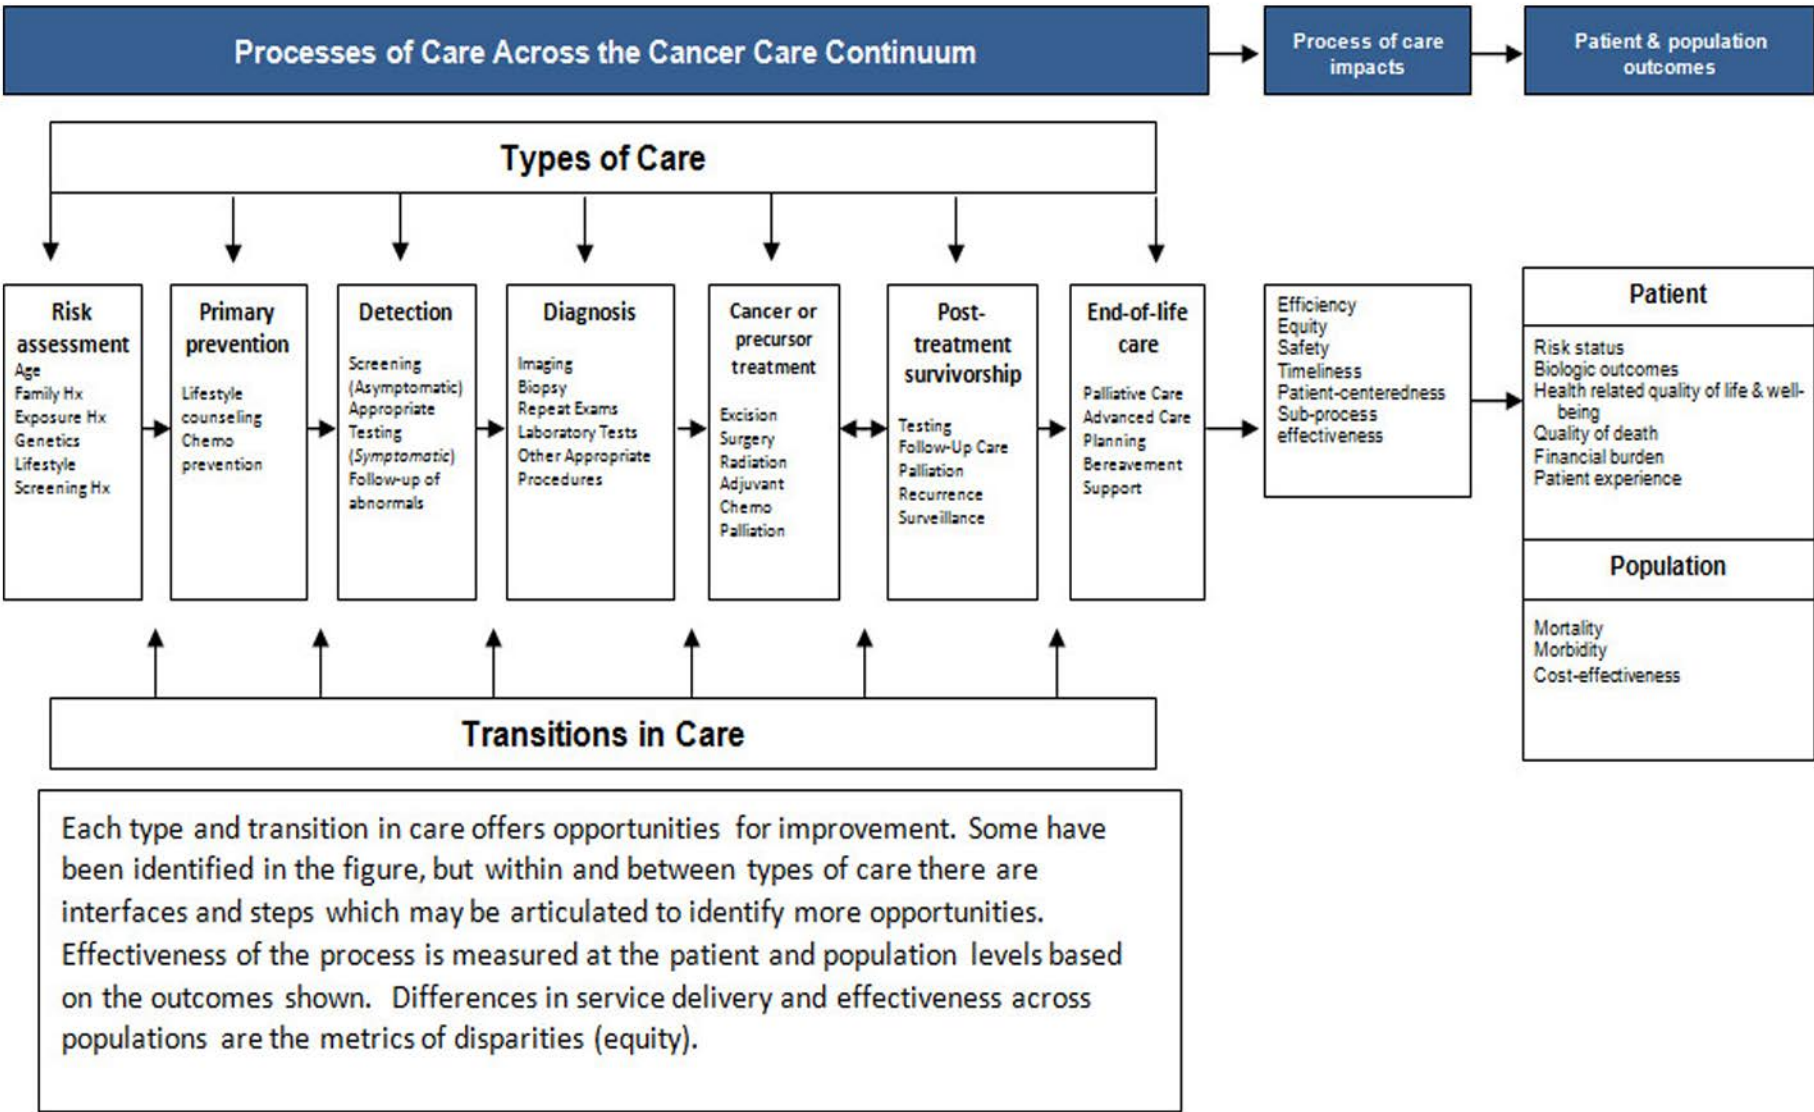 Processes of Care Across the Cancer Care Continuum
Process of care
impacts
Patient & population
outcomes
Types of Care
Risk
assessment
Age
Family Hx
Exposure Hx
Genetics
Lifestyle
Screening Hx
Primary
prevention
Lifestyle
counseling
Chemo
prevention
Detection
Screening
(Asymptomatic)
Appropriate
Testing
(Symptomatic)
Follow-up of
abnormals
Diagnosis
Imaging
Biopsy
Repeat Exams
Laboratory Tests
Other Appropriate
Procedures
Cancer or
precursor
treatment
Excision
Surgery
Radiation
Adjuvant
Chemo
Palliation
Post-
treatment
survivorship
Testing
Follow-Up Care
Palliation
Recurrence
Surveillance
End-of-life
care
Palliative Care
Advanced Care
Planning
Bereavement
Support
Efficiency
Equity
Safety
Timeliness
Patient-centeredness
Sub-process
effectiveness
Patient
Risk status
Biologic outcomes
Health related quality of life & well-
being
Quality of death
Financial burden
Patient experience
Population
Mortality
Morbidity
Cost-effectiveness
Transitions in Care
Each type and transition in care offers opportunities for improvement. Some have
been identified in the figure, but within and between types of care there are
interfaces and steps which may be articulated to identify more opportunities.
Effectiveness of the process is measured at the patient and population levels based
on the outcomes shown. Differences in service delivery and effectiveness across
populations are the metrics of disparities (equity).